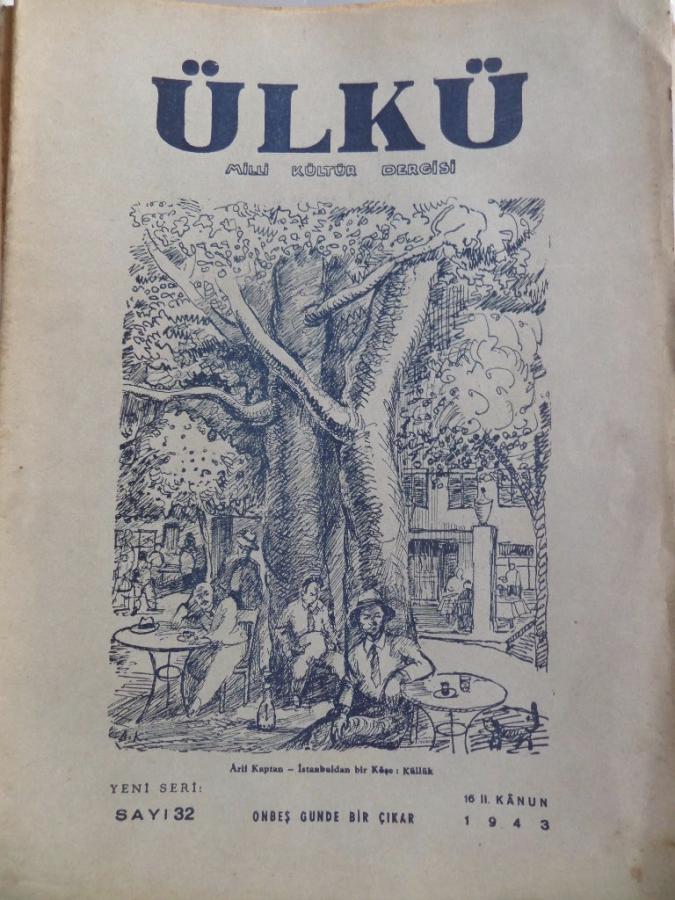 ÜLKÜ
MİLLİ KÜLTÜR DERGİSİ
A.K
Arif Kaptan — İstanbuldan bir Köşe : Küllük
YENİ SERİ:
SAYI 32
ONBEŞ GUNDE BİR ÇIKAR
16 II. KÂNUN
1943